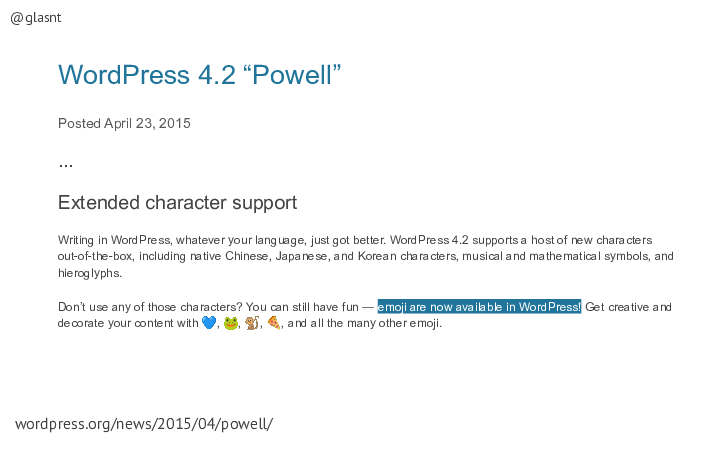 @glasnt
WordPress 4.2 “Powell”
Posted April 23, 2015
...
Extended character support
Writing in WordPress, whatever your language, just got better. WordPress 4.2 supports a host of new characters
out-of-the-box, including native Chinese, Japanese, and Korean characters, musical and mathematical symbols, and
hieroglyphs.
Don’t use any of those characters? You can still have fun — emoji are now available in WordPress! Get creative and
decorate your content with 💙, 🐸, 🐒, 🍕, and all the many other emoji.
wordpress.org/news/2015/04/powell/